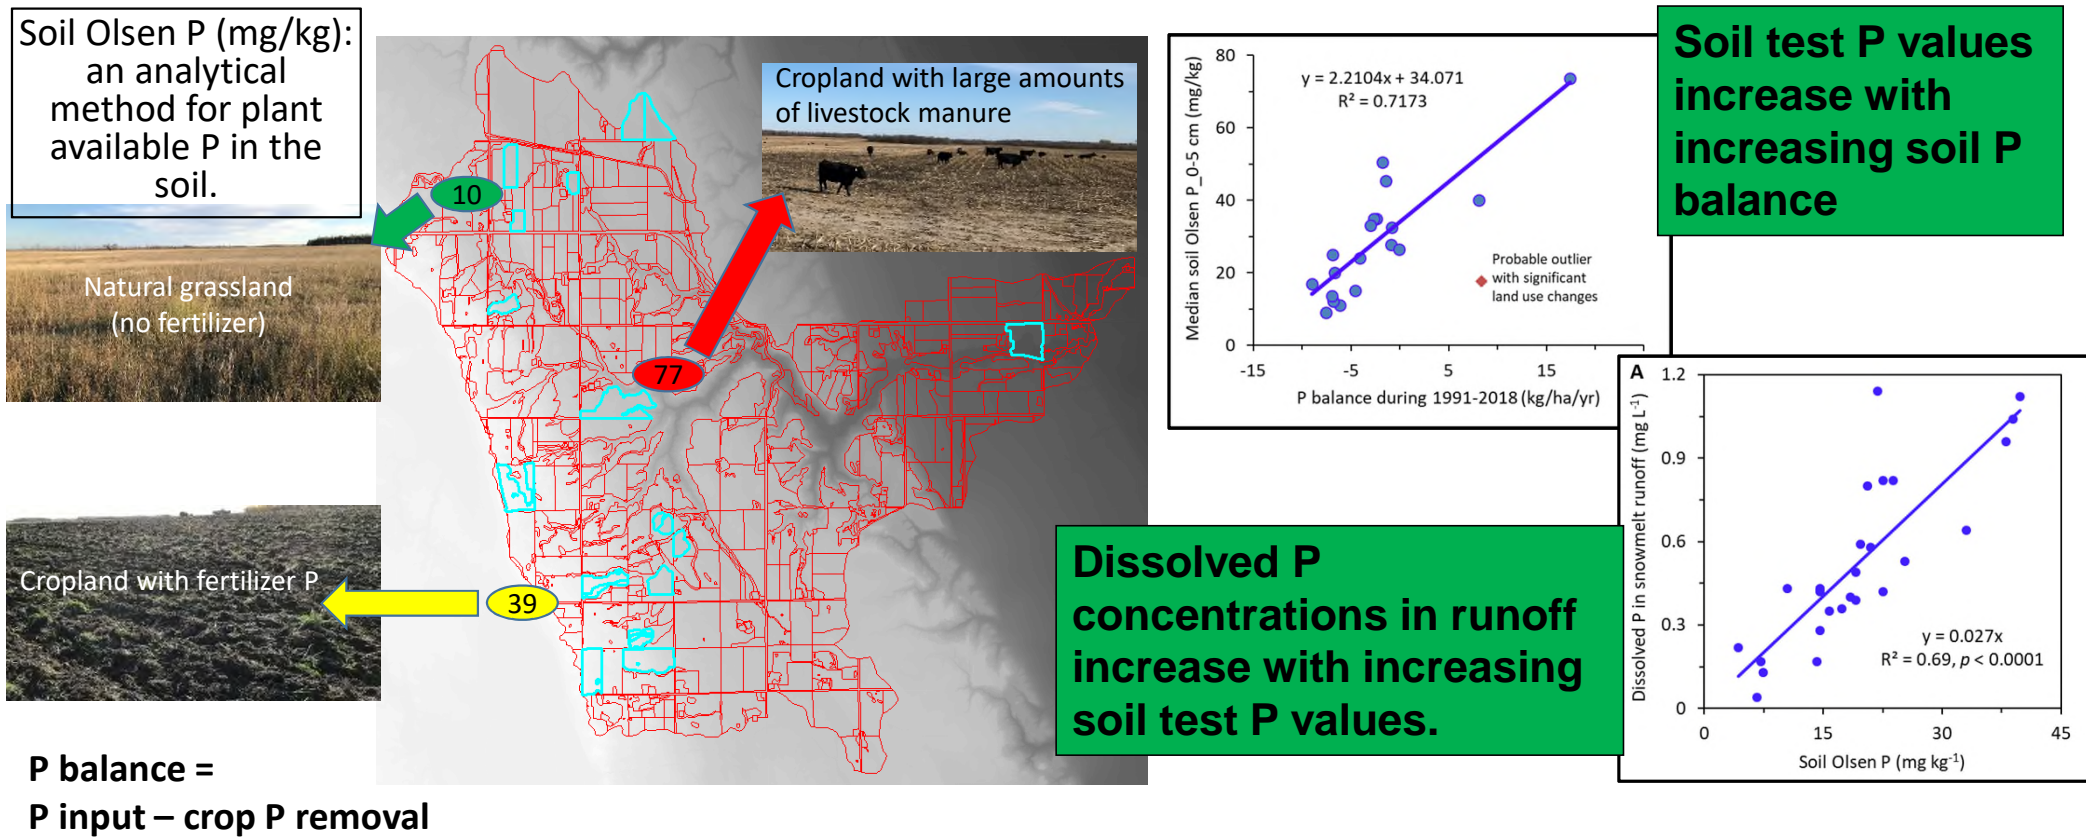 Soil Olsen P (mg/kg):
an analytical
method for plant
available P in the
soil.
10
Natural grassland
(no fertilizer)
Cropland with large amounts
of livestock manure
77
Cropland with fertilizer P
39
P balance =
P input – crop P removal
Median soil Olsen P_0-5 cm (mg/kg)
80
60
40
20
0
y = 2.2104x + 34.071
R² = 0.7173
Probable outlier
with significant
land use changes
-15 -5 5 15 25
P balance during 1991-2018 (kg/ha/yr)
Soil test P values
increase with
increasing soil P
balance
Dissolved P
concentrations in runoff
increase with increasing
soil test P values.
A
Dissolved P in snowmelt runoff (mg L⁻¹)
1.2
0.9
0.6
0.3
0
y = 0.027x
R² = 0.69, p < 0.0001
0 15 30 45
Soil Olsen P (mg kg⁻¹)